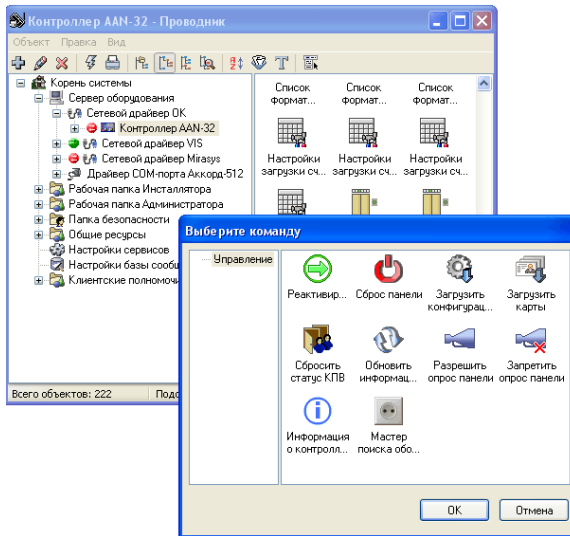 Контроллер AAN-32 - Проводник
Объект Правка Вид
Корень системы
Сервер оборудования
Сетевой драйвер ОК
Контроллер AAN-32
Сетевой драйвер VIS
Сетевой драйвер Mirasys
Драйвер COM-порта Аккорд-512
Рабочая папка Инсталлятора
Рабочая папка Администратора
Папка безопасности
Общие ресурсы
Настройки сервисов
Настройки базы сообщ
Клиентские полномочи
Список формат...
Список формат...
Список формат...
Настройки загрузки сч...
Настройки загрузки сч...
Настройки загрузки сч...
Всего объектов: 222
Подс
Выберите команду
Управление
Реактивир...
Сброс панели
Загрузить конфигурац...
Загрузить карты
Сбросить статус КПВ
Обновить информац...
Разрешить опрос панели
Запретить опрос панели
Информация о контролл...
Мастер поиска обо...
OK
Отмена